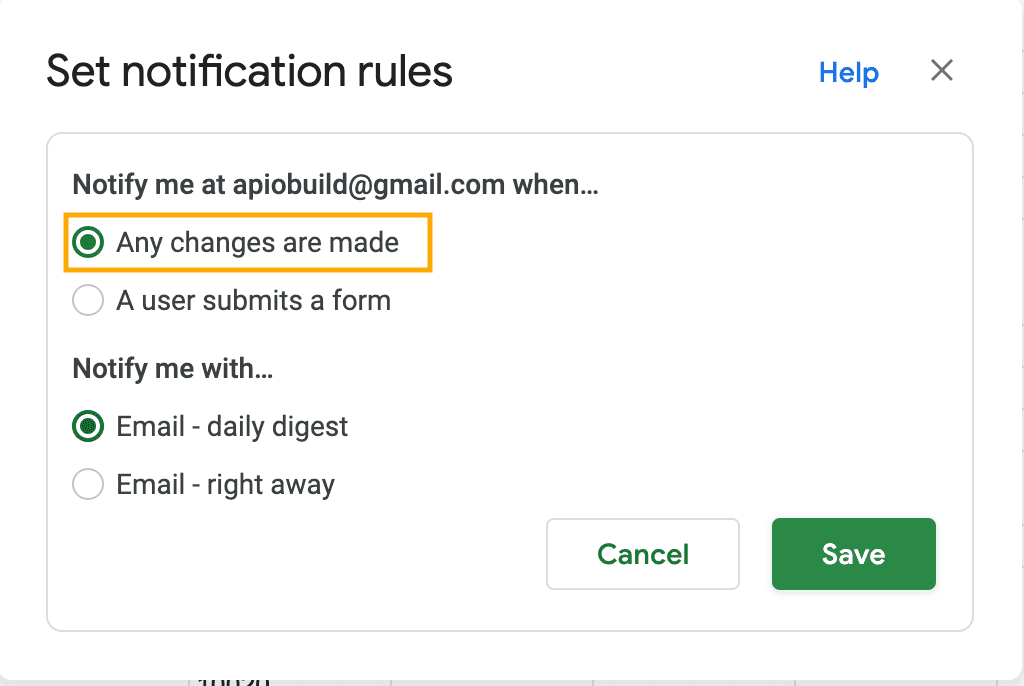 Set notification rules
Help
Notify me at apiobuild@gmail.com when...
Any changes are made
A user submits a form
Notify me with...
Email - daily digest
Email - right away
Cancel
Save